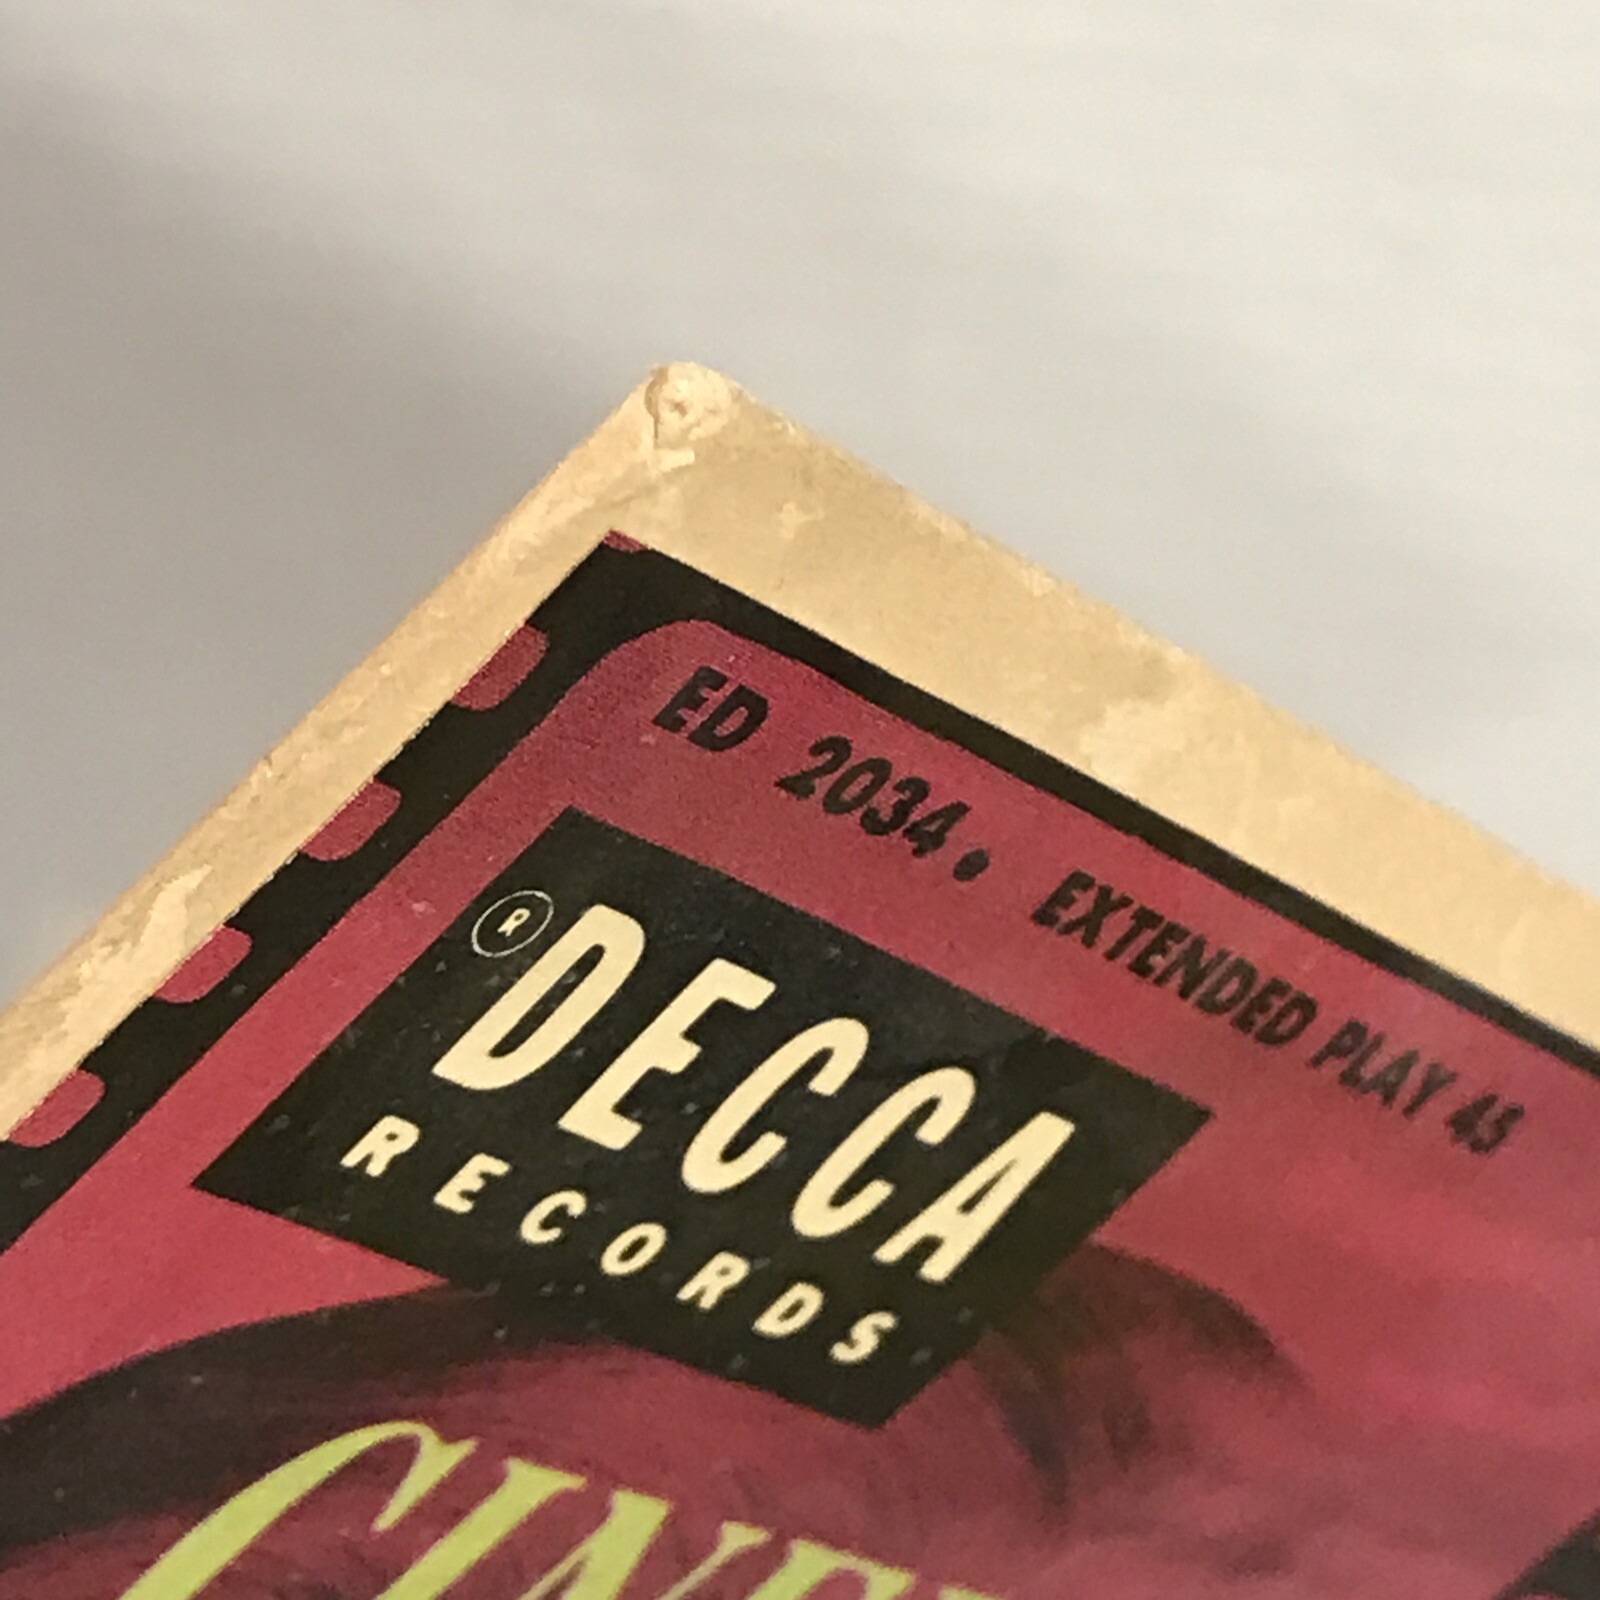 ED 2034 • EXTENDED PLAY 45
® DECCA
RECORDS